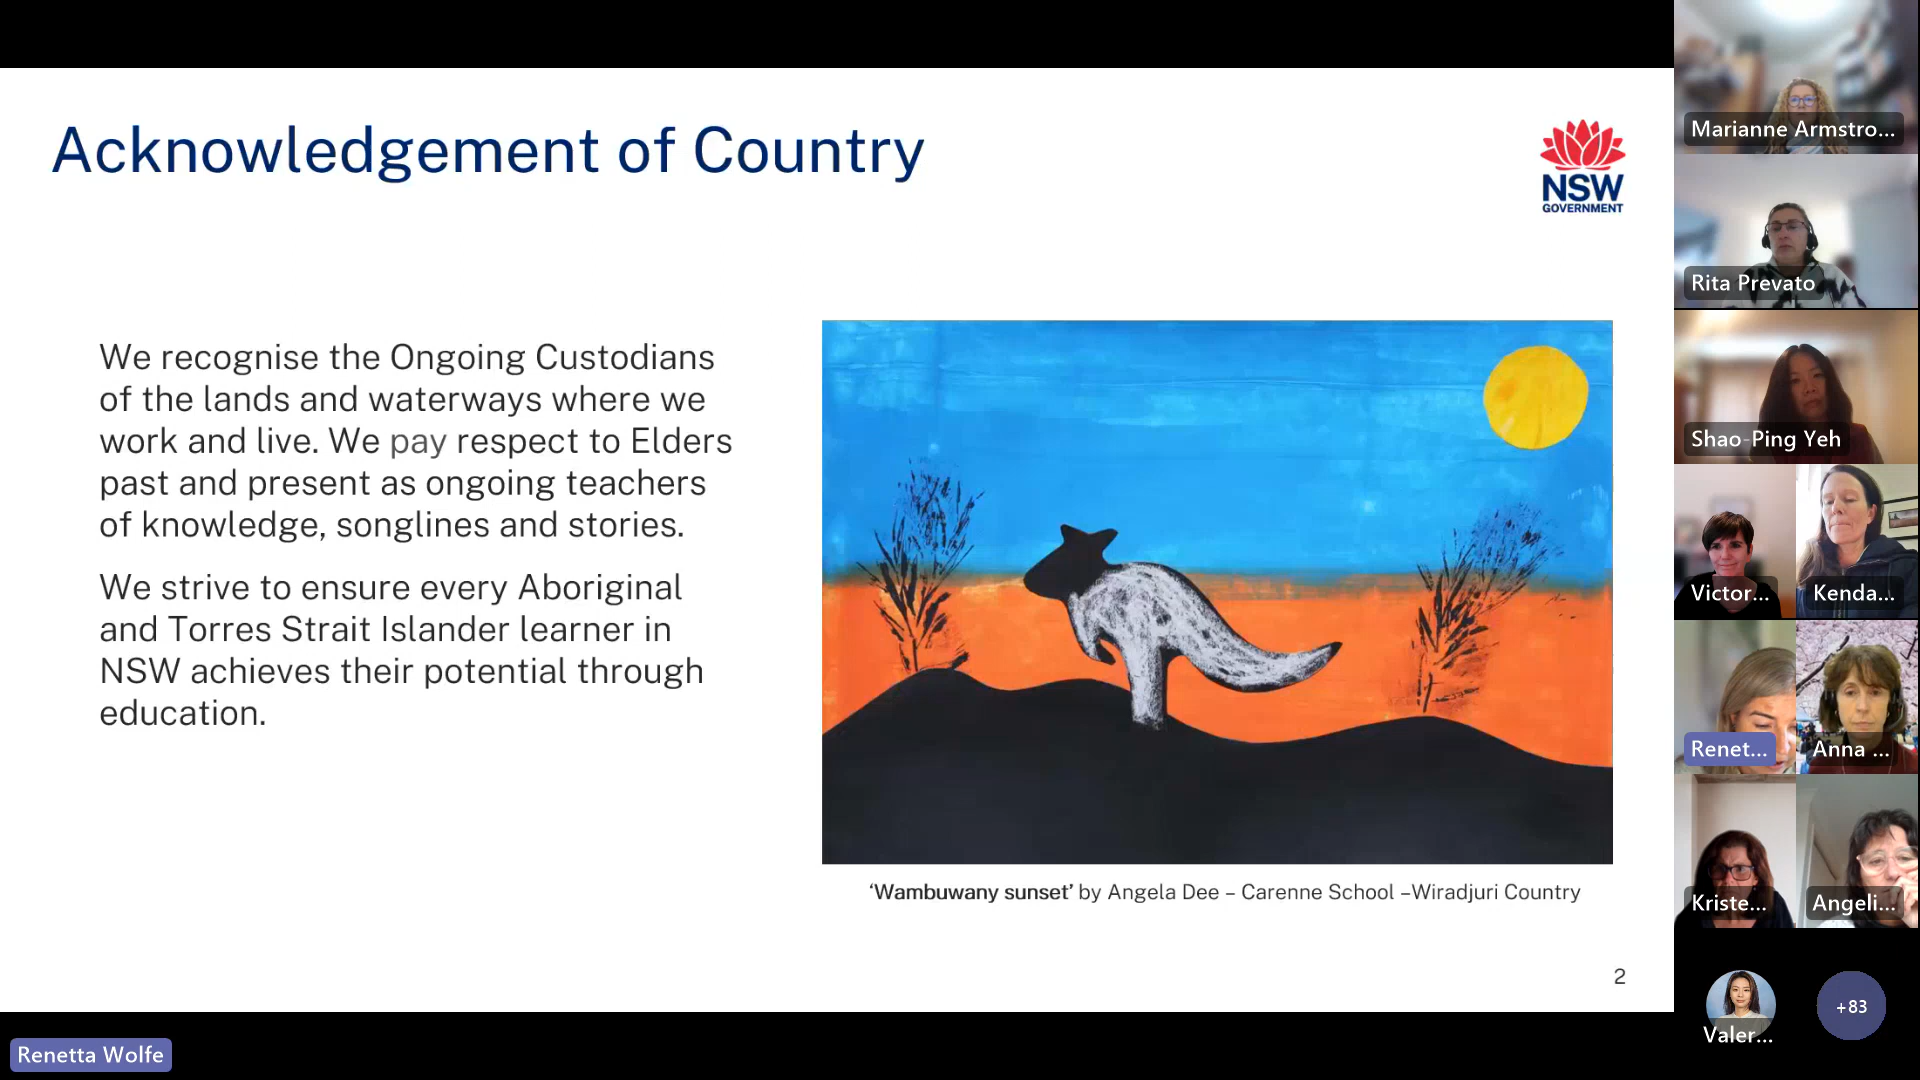 Acknowledgement of Country
NSW
GOVERNMENT
We recognise the Ongoing Custodians
of the lands and waterways where we
work and live. We pay respect to Elders
past and present as ongoing teachers
of knowledge, songlines and stories.
We strive to ensure every Aboriginal
and Torres Strait Islander learner in
NSW achieves their potential through
education.
‘Wambuwany sunset’ by Angela Dee – Carenne School –Wiradjuri Country
2
Renetta Wolfe
Marianne Armstro...
Rita Prevato
Shao-Ping Yeh
Victor...
Kenda...
Renet...
Anna ...
Kriste...
Angeli...
Valer...
+83